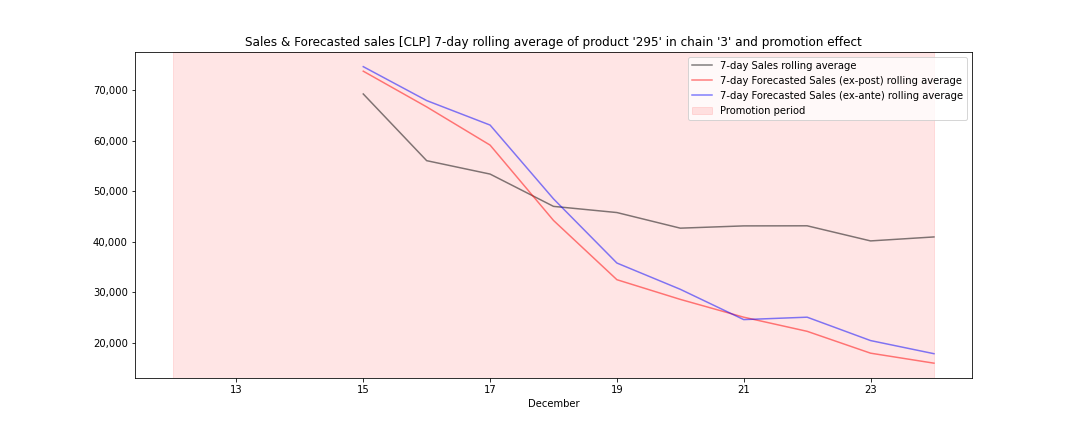 Sales & Forecasted sales [CLP] 7-day rolling average of product '295' in chain '3' and promotion effect
7-day Sales rolling average
7-day Forecasted Sales (ex-post) rolling average
7-day Forecasted Sales (ex-ante) rolling average
Promotion period
70,000
60,000
50,000
40,000
30,000
20,000
13 15 17 19 21 23
December